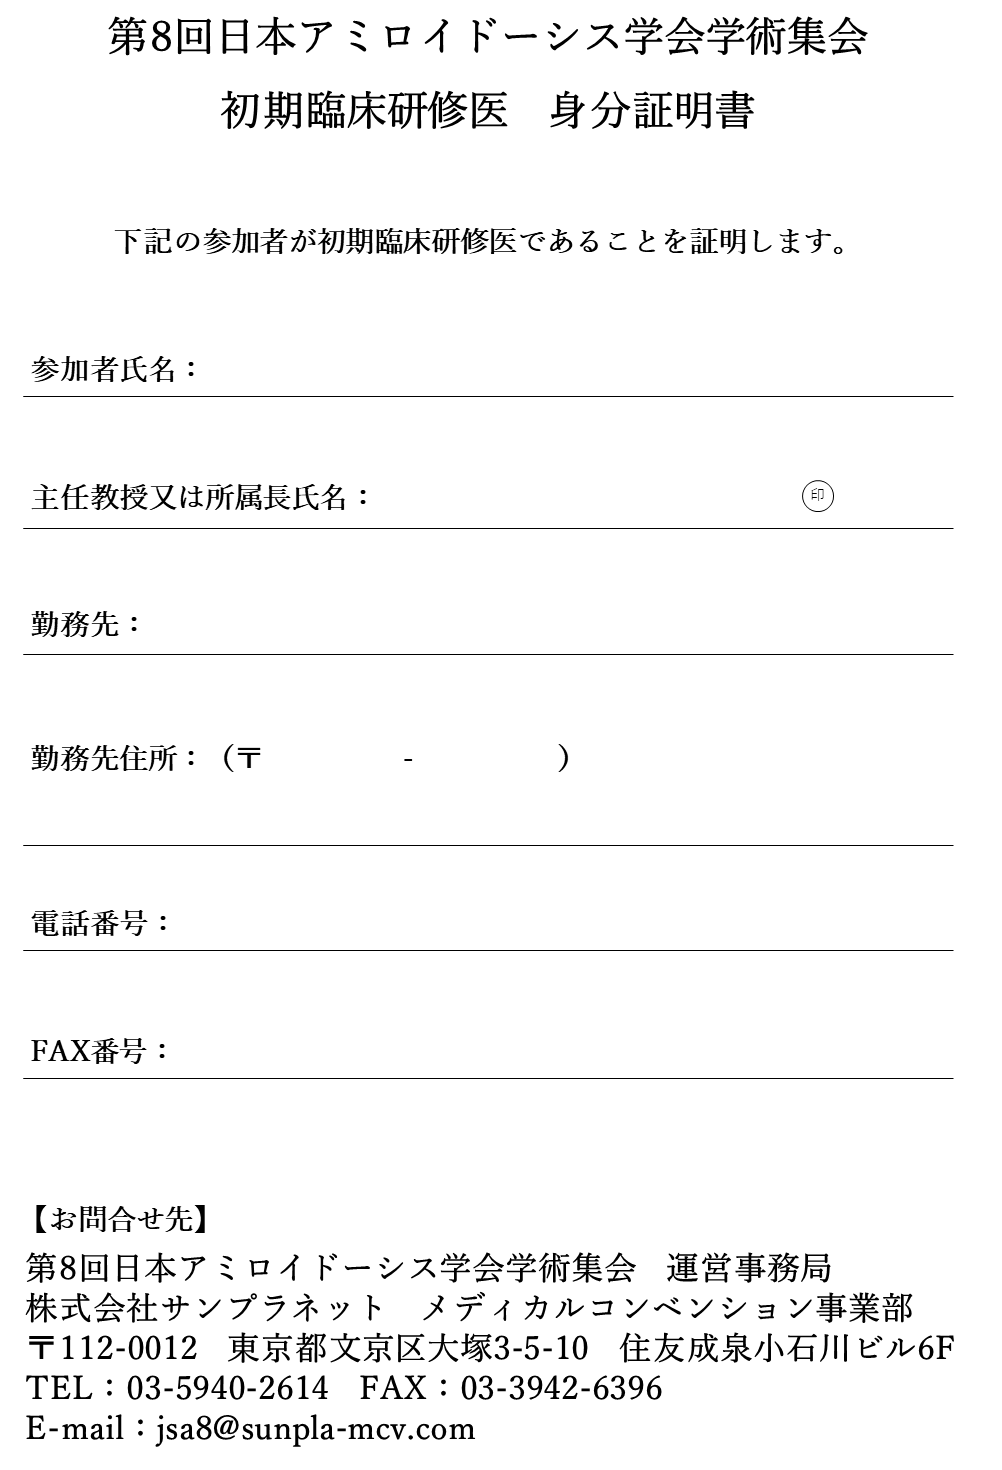 第8回日本アミロイドーシス学会学術集会
初期臨床研修医　身分証明書
下記の参加者が初期臨床研修医であることを証明します。
参加者氏名：
主任教授又は所属長氏名：　印
勤務先：
勤務先住所：（〒　-　）
電話番号：
FAX番号：
【お問合せ先】
第8回日本アミロイドーシス学会学術集会　運営事務局
株式会社サンプラネット　メディカルコンベンション事業部
〒112-0012　東京都文京区大塚3-5-10　住友成泉小石川ビル6F
TEL：03-5940-2614　FAX：03-3942-6396
E-mail：jsa8@sunpla-mcv.com